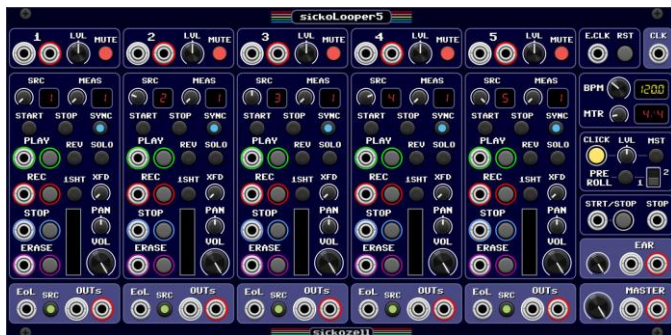 sickoLooper5
1 LVL MUTE 2 LVL MUTE 3 LVL MUTE 4 LVL MUTE 5 LVL MUTE E.CLK RST CLK
SRC MEAS SRC MEAS SRC MEAS SRC MEAS SRC MEAS
1 1 2 1 3 1 4 1 5 1 BPM 120.0
START STOP SYNC START STOP SYNC START STOP SYNC START STOP SYNC START STOP SYNC MTR 4:4
PLAY REV SOLO PLAY REV SOLO PLAY REV SOLO PLAY REV SOLO PLAY REV SOLO CLICK LVL MST
REC 1SHT XFD REC 1SHT XFD REC 1SHT XFD REC 1SHT XFD REC 1SHT XFD PRE ROLL 1 2
STOP PAN STOP PAN STOP PAN STOP PAN STOP PAN STRT/STOP STOP
ERASE VOL ERASE VOL ERASE VOL ERASE VOL ERASE VOL EAR
EoL SRC OUTs EoL SRC OUTs EoL SRC OUTs EoL SRC OUTs EoL SRC OUTs MASTER
sickozell